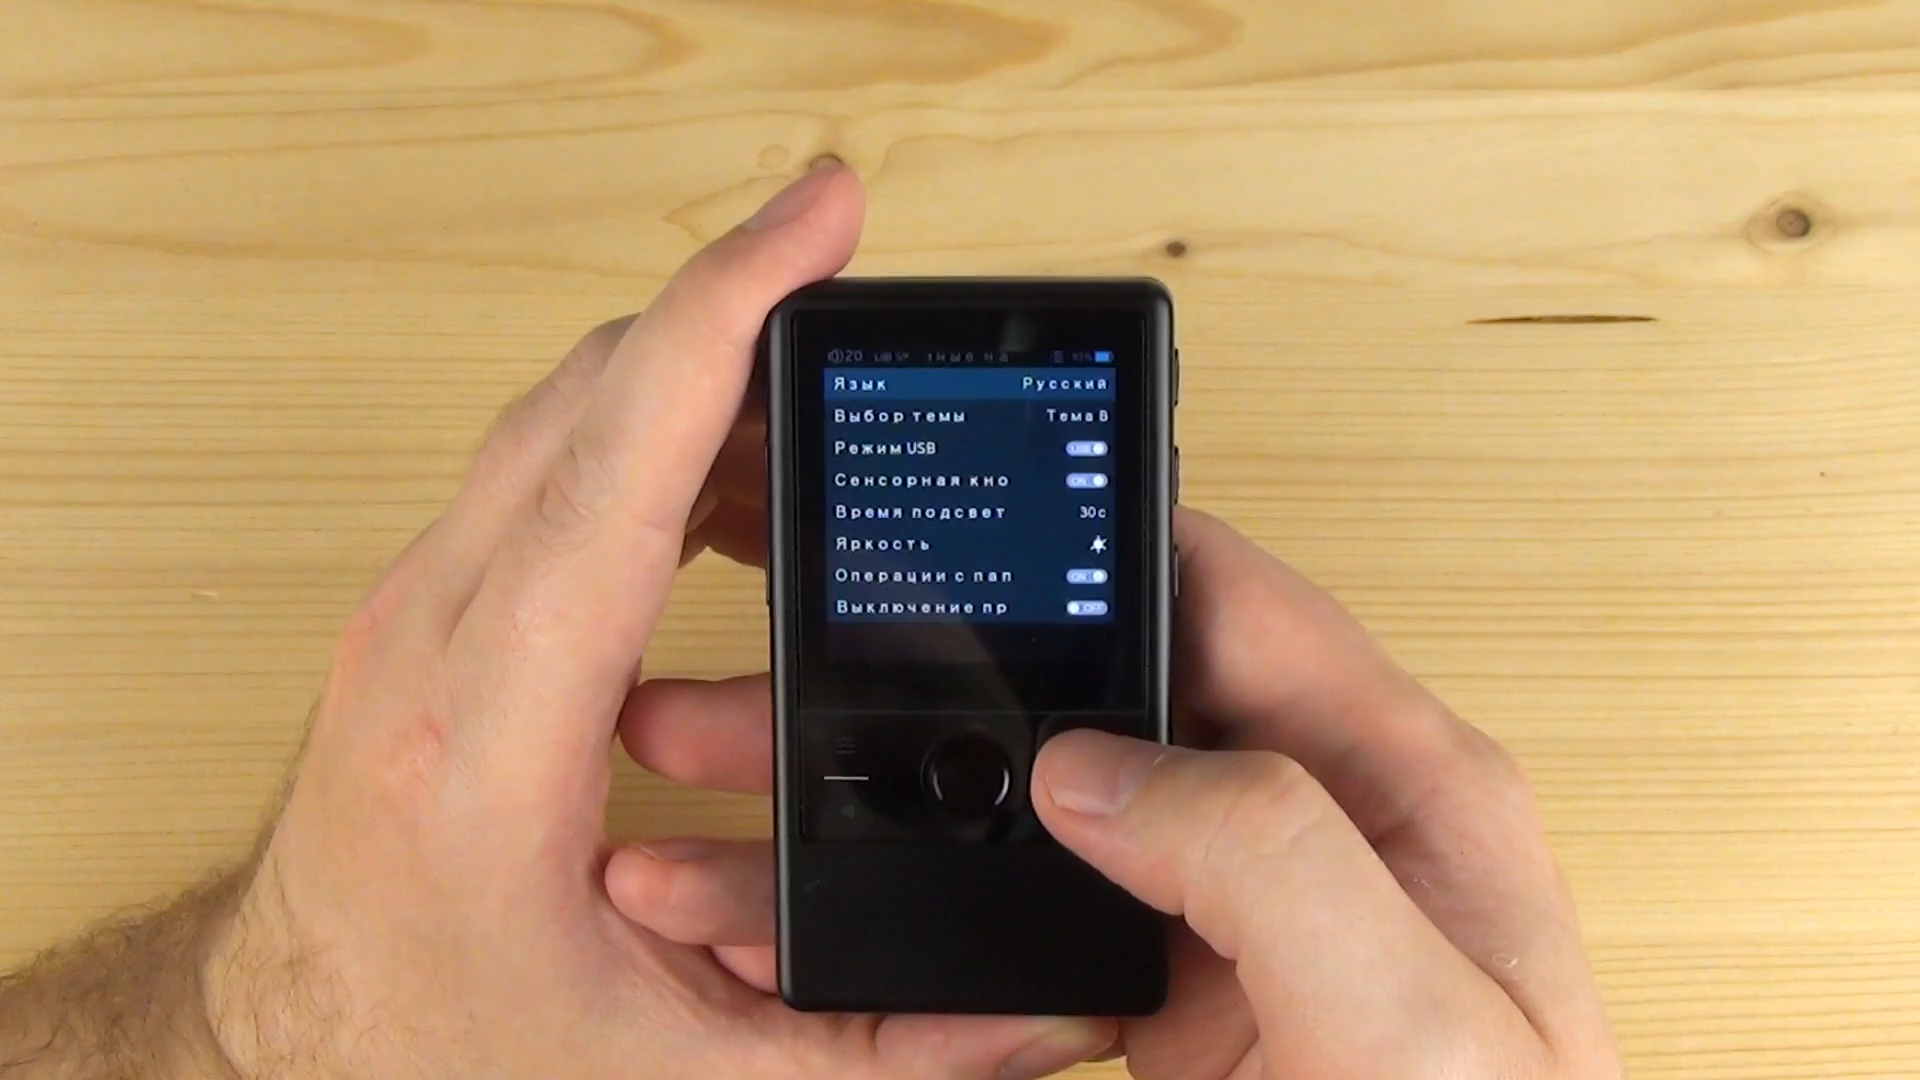 20
Язык Русский
Выбор темы Тема B
Режим USB
Сенсорная кно ON
Время подсвет 30с
Яркость
Операции с пап ON
Выключение пр OFF